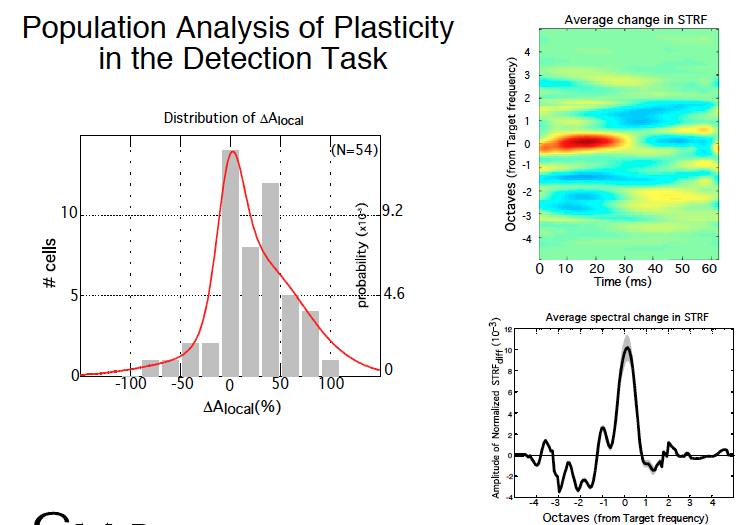 Population Analysis of Plasticity
in the Detection Task
Distribution of ΔAlocal
(N=54)
# cells
10
5
0
-100
-50
0
50
100
ΔAlocal(%)
probability (x10⁻³)
9.2
4.6
0
Average change in STRF
Octaves (from Target frequency)
4
3
2
1
0
-1
-2
-3
-4
0 10 20 30 40 50 60
Time (ms)
Average spectral change in STRF
Amplitude of Normalized STRFdiff (10⁻³)
12
10
8
6
4
2
0
-2
-4
-4 -3 -2 -1 0 1 2 3 4
Octaves (from Target frequency)